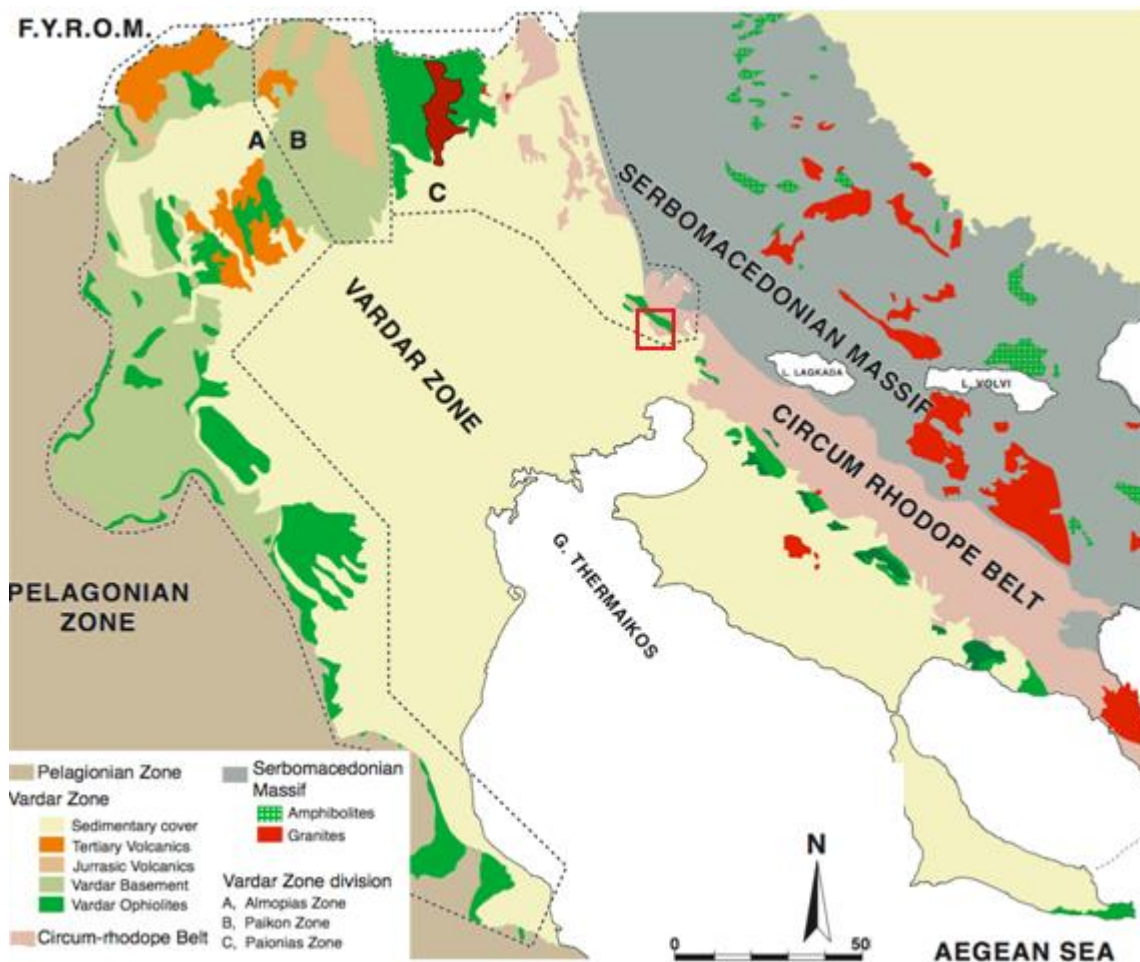 F.Y.R.O.M.
A
B
C
SERBOMACEDONIAN MASSIF
VARDAR ZONE
L. LAGKADA
L. VOLVI
CIRCUM RHODOPE BELT
G. THERMAIKOS
PELAGONIAN
ZONE
Pelagionian Zone
Vardar Zone
Sedimentary cover
Tertiary Volcanics
Jurrasic Volcanics
Vardar Basement
Vardar Ophiolites
Circum-rhodope Belt
Serbomacedonian
Massif
Amphibolites
Granites
Vardar Zone division
A, Almopias Zone
B, Paikon Zone
C, Paionias Zone
N
0 50
AEGEAN SEA